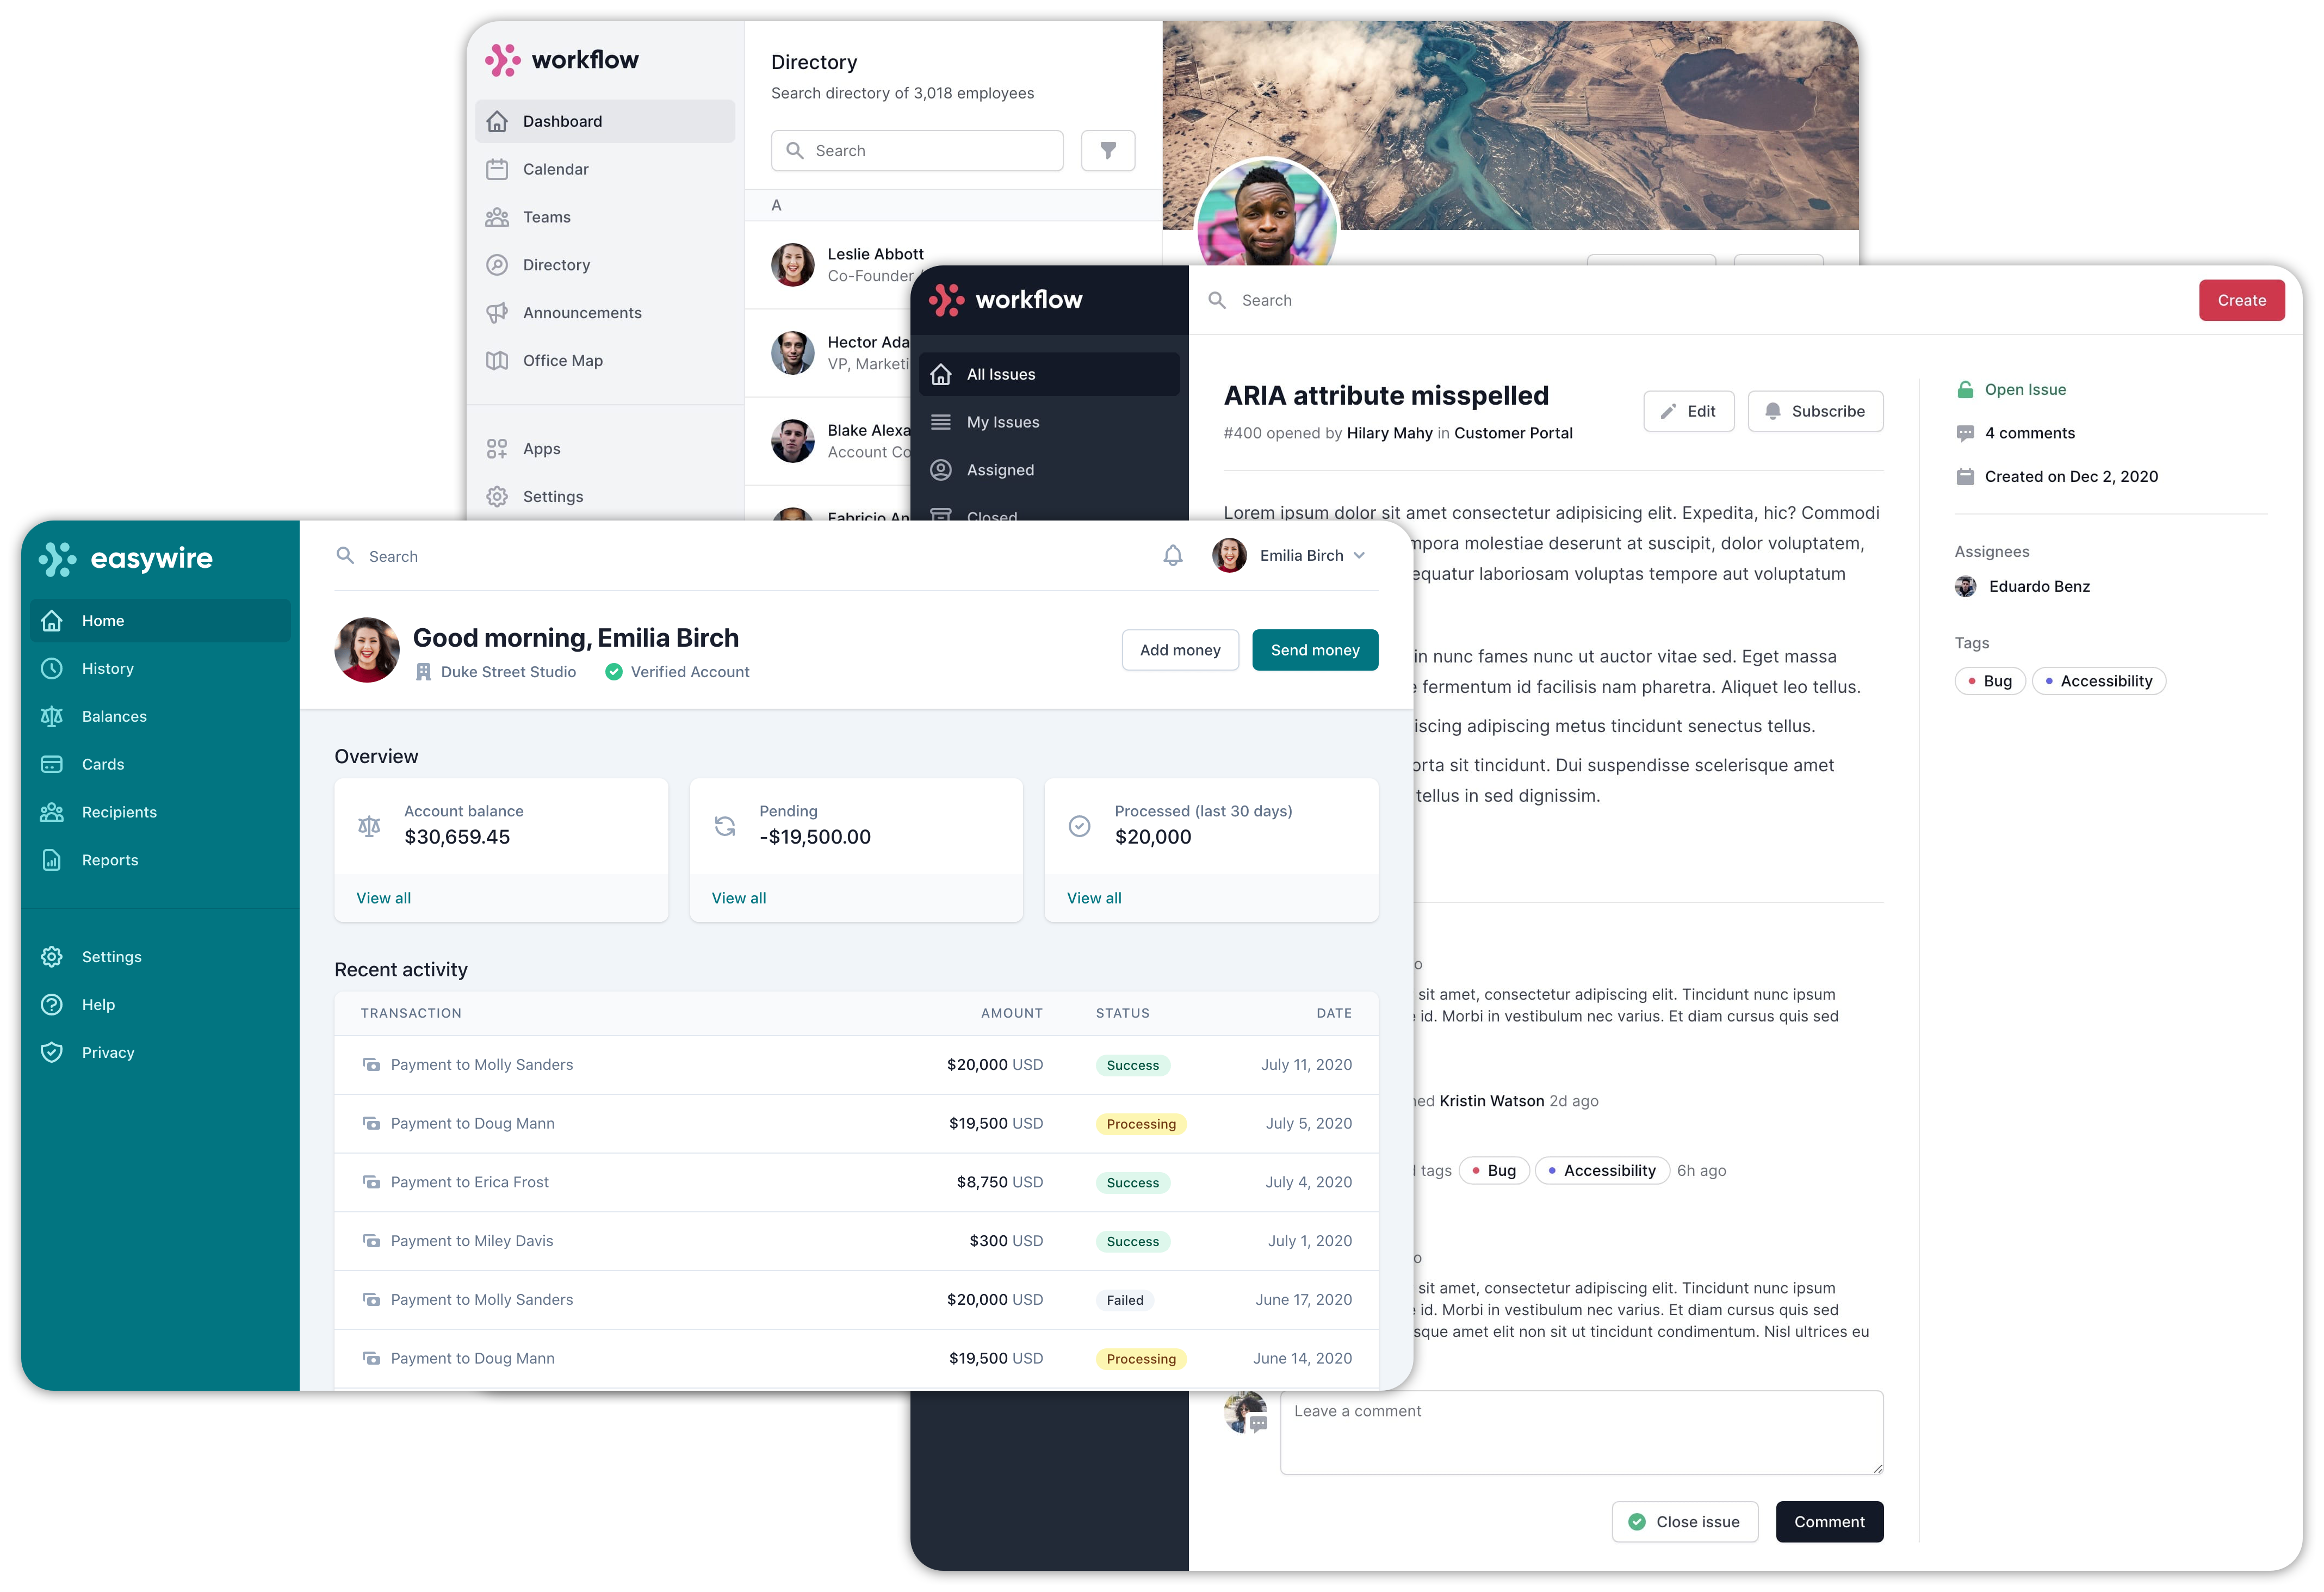 workflow
Dashboard
Calendar
Teams
Directory
Announcements
Office Map
Apps
Settings
Directory
Search directory of 3,018 employees
Search
A
Leslie Abbott
Co-Founder
Hector
VP,
Blake
Account
workflow
All Issues
My Issues
Assigned
Closed
Search
Create
ARIA attribute misspelled
#400 opened by Hilary Mahy in Customer Portal
Edit
Subscribe
Lorem ipsum dolor sit amet consectetur adipisicing elit. Expedita, hic? Commodi
molestiae deserunt at suscipit, dolor voluptatem,
laboriosam voluptas tempore aut voluptatum
in nunc fames nunc ut auctor vitae sed. Eget massa
fermentum id facilisis nam pharetra. Aliquet leo tellus.
adipiscing metus tincidunt senectus tellus.
sit tincidunt. Dui suspendisse scelerisque amet
tellus in sed dignissim.
sit amet, consectetur adipiscing elit. Tincidunt nunc ipsum
id. Morbi in vestibulum nec varius. Et diam cursus quis sed
Kristin Watson 2d ago
tags Bug Accessibility 6h ago
sit amet, consectetur adipiscing elit. Tincidunt nunc ipsum
id. Morbi in vestibulum nec varius. Et diam cursus quis sed
amet elit non sit ut tincidunt condimentum. Nisl ultrices eu
Leave a comment
Close issue
Comment
Open Issue
4 comments
Created on Dec 2, 2020
Assignees
Eduardo Benz
Tags
Bug Accessibility
easywire
Home
History
Balances
Cards
Recipients
Reports
Settings
Help
Privacy
Search
Emilia Birch
Good morning, Emilia Birch
Duke Street Studio Verified Account
Add money
Send money
Overview
Account balance
$30,659.45
View all
Pending
-$19,500.00
View all
Processed (last 30 days)
$20,000
View all
Recent activity
TRANSACTION AMOUNT STATUS DATE
Payment to Molly Sanders $20,000 USD Success July 11, 2020
Payment to Doug Mann $19,500 USD Processing July 5, 2020
Payment to Erica Frost $8,750 USD Success July 4, 2020
Payment to Miley Davis $300 USD Success July 1, 2020
Payment to Molly Sanders $20,000 USD Failed June 17, 2020
Payment to Doug Mann $19,500 USD Processing June 14, 2020